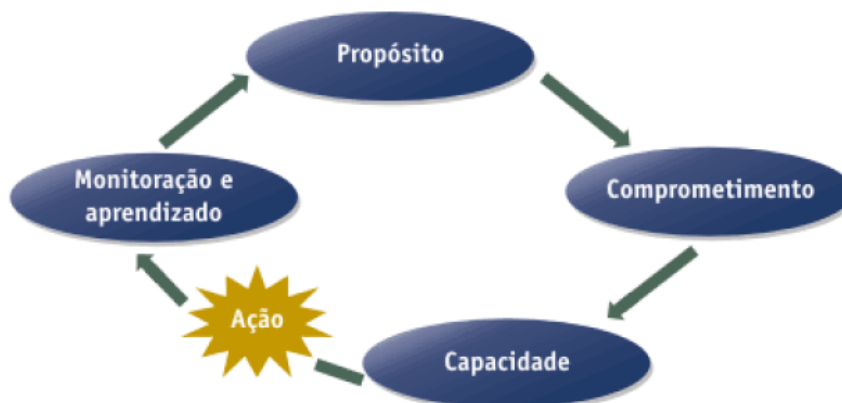 Propósito
Comprometimento
Capacidade
Ação
Monitoração e
aprendizado